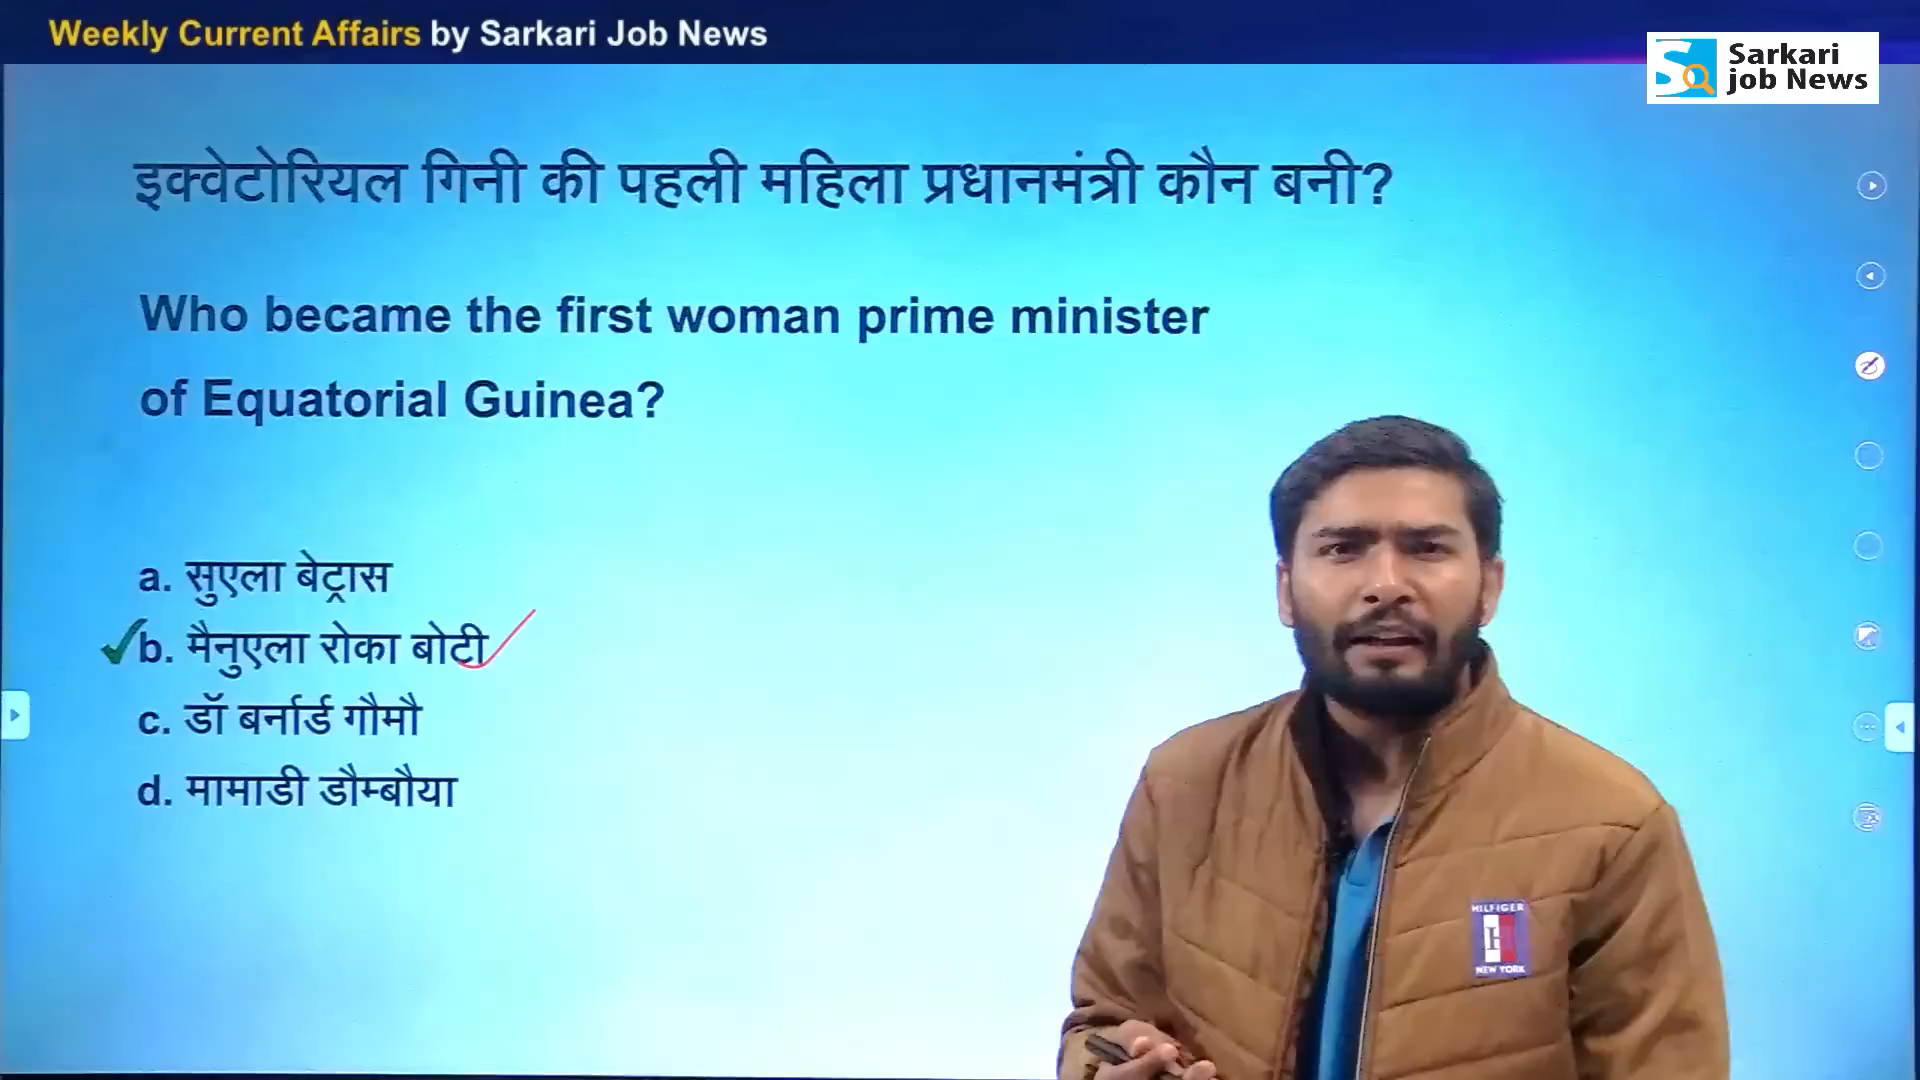 Weekly Current Affairs by Sarkari Job News
Sarkari
job News
इक्वेटोरियल गिनी की पहली महिला प्रधानमंत्री कौन बनी?
Who became the first woman prime minister
of Equatorial Guinea?
a. सुएला बेट्रास
b. मैनुएला रोका बोटी
c. डॉ बर्नार्ड गौमौ
d. मामाडी डौम्बौया
HILFIGER
H
NEW YORK